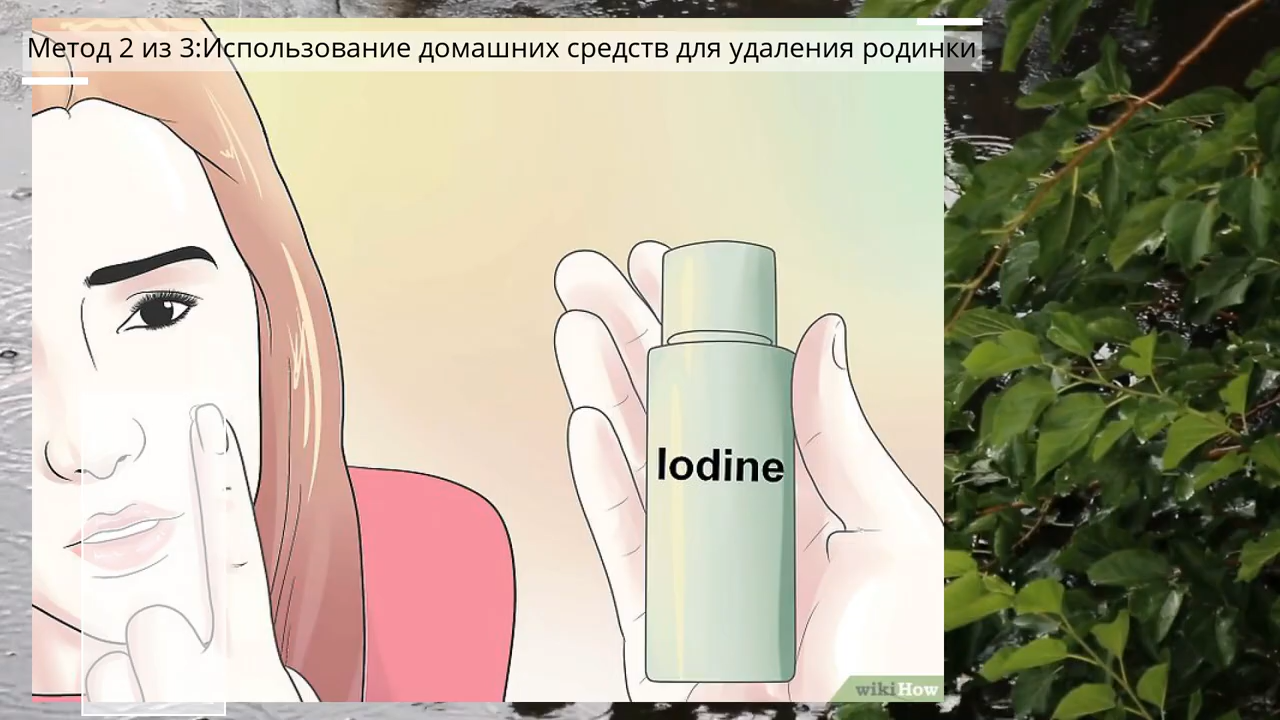 Метод 2 из 3:Использование домашних средств для удаления родинки
Iodine
wikiHow